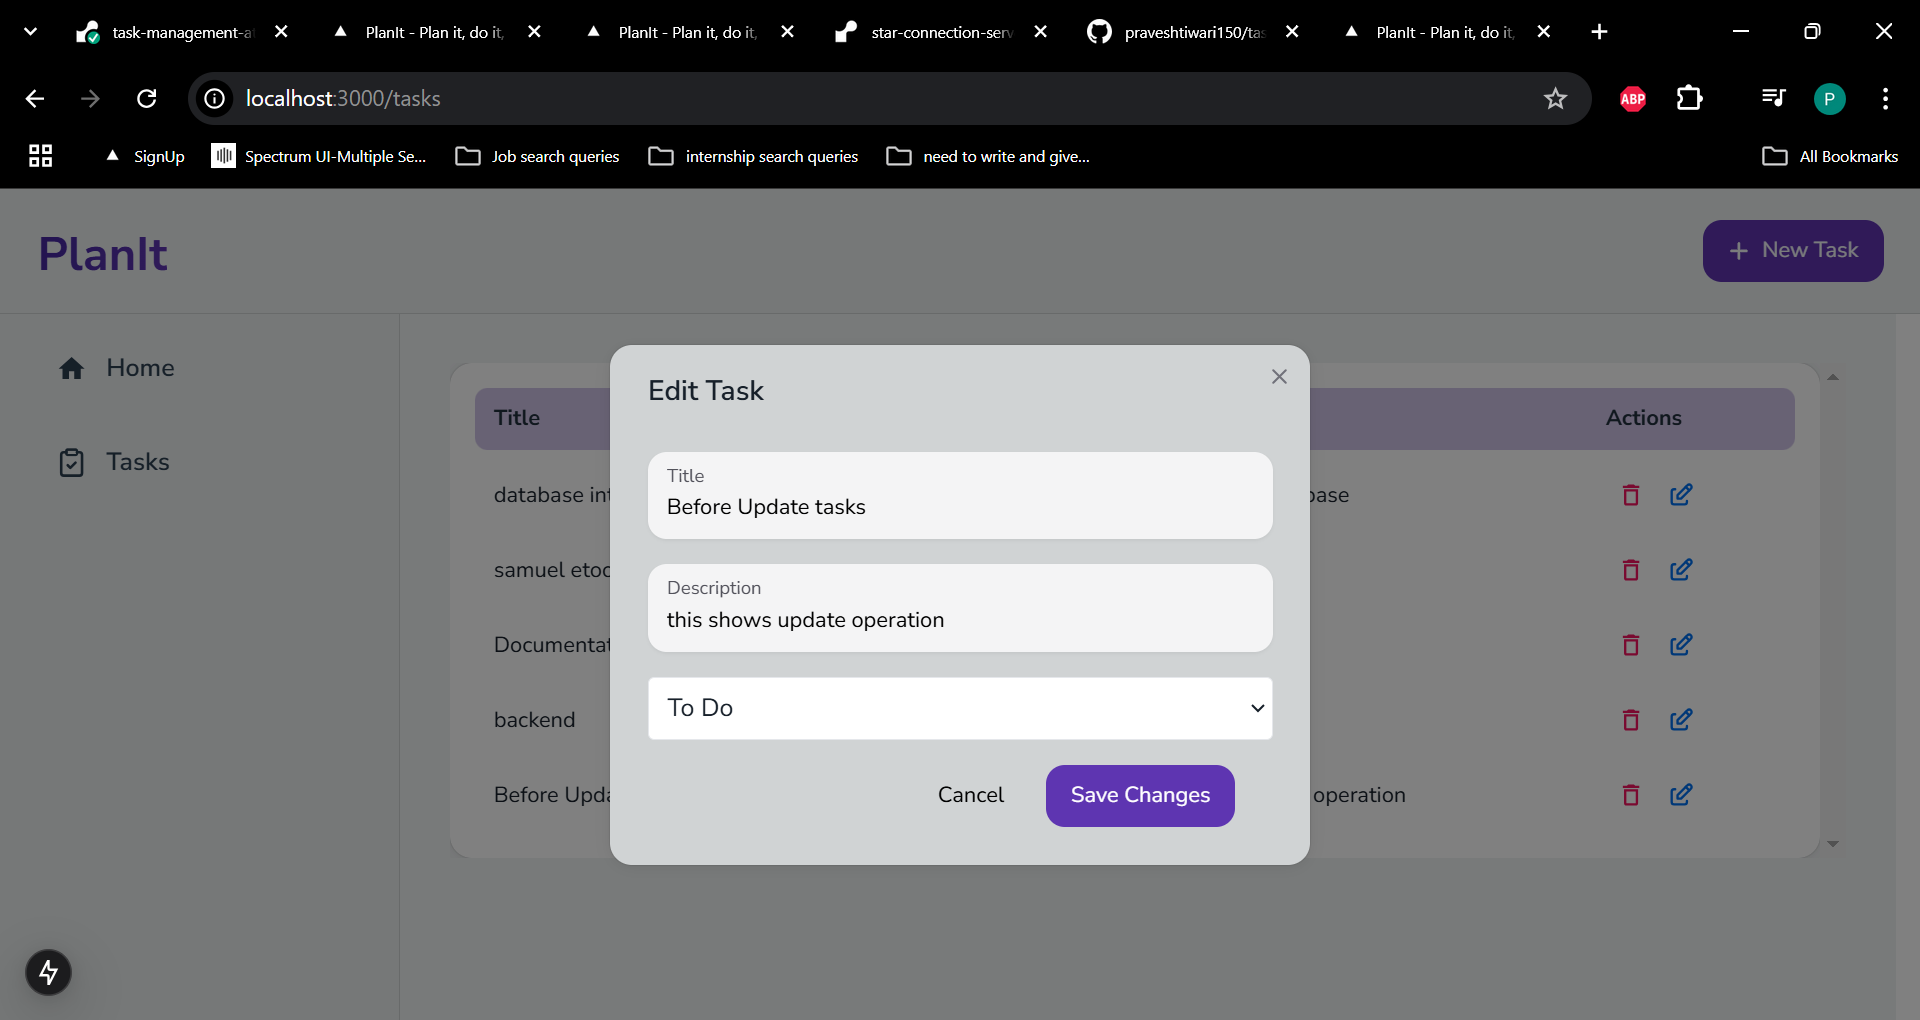 task-management-a
PlanIt - Plan it, do it,
PlanIt - Plan it, do it,
star-connection-serv
praveshtiwari150/tas
PlanIt - Plan it, do it,
localhost:3000/tasks
ABP
P
SignUp
Spectrum UI-Multiple Se...
Job search queries
internship search queries
need to write and give...
All Bookmarks
PlanIt
+ New Task
Home
Tasks
Title
Actions
database int
base
samuel etoo
Documentat
backend
Before Upda
operation
Edit Task
Title
Before Update tasks
Description
this shows update operation
To Do
Cancel
Save Changes